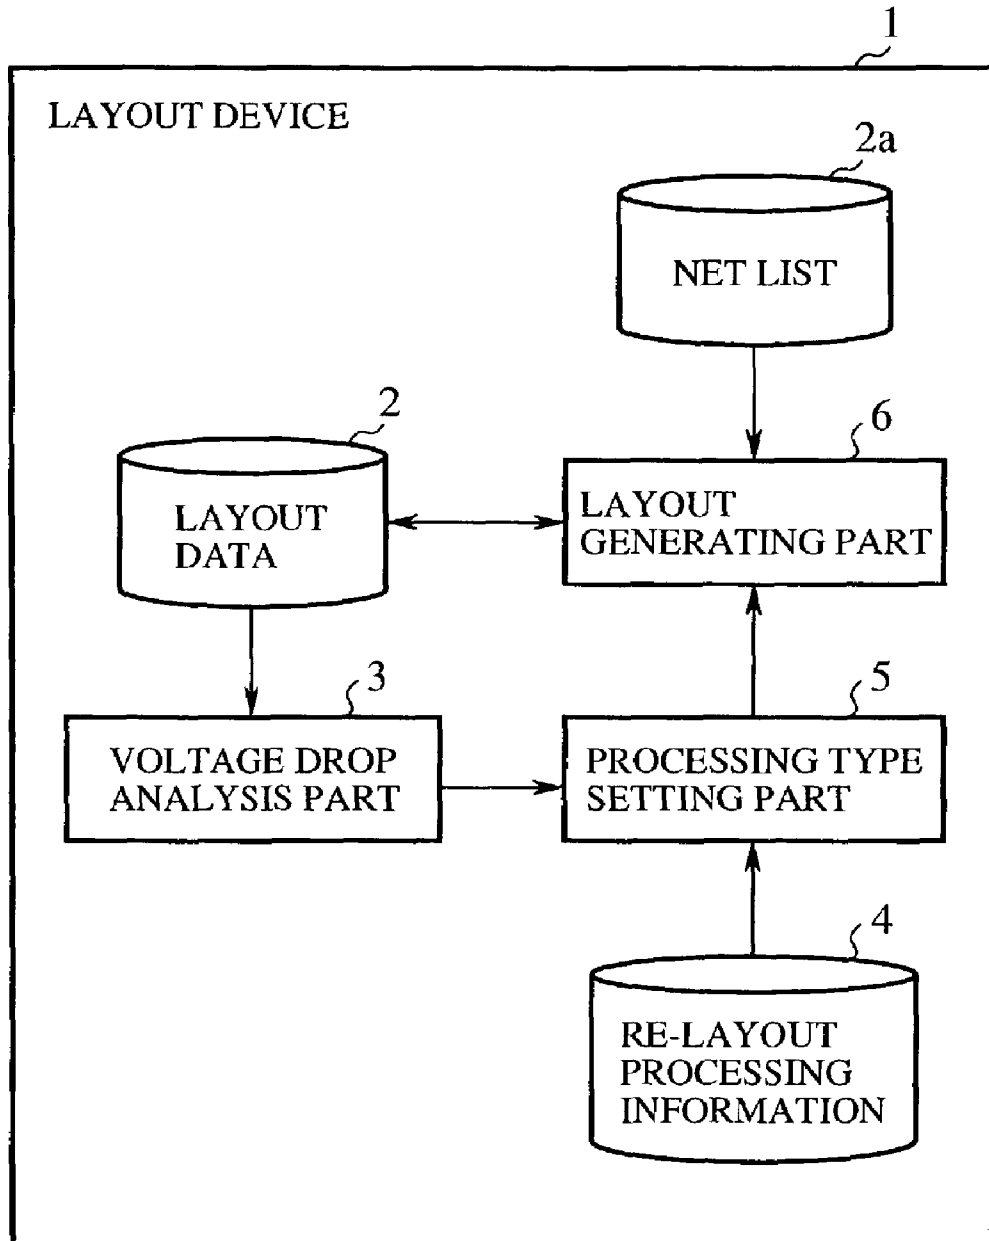 1
LAYOUT DEVICE
2a
NET LIST
2
LAYOUT
DATA
6
LAYOUT
GENERATING PART
3
VOLTAGE DROP
ANALYSIS PART
5
PROCESSING TYPE
SETTING PART
4
RE-LAYOUT
PROCESSING
INFORMATION